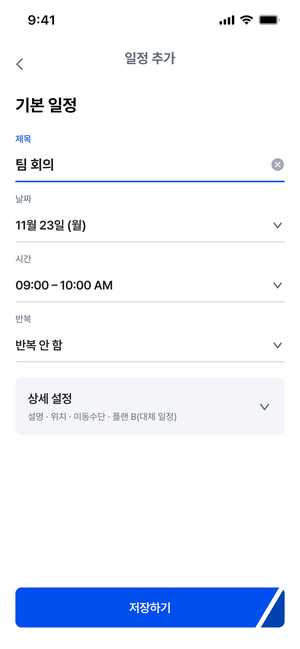 9:41
일정 추가
기본 일정
제목
팀 회의
날짜
11월 23일 (월)
시간
09:00 – 10:00 AM
반복
반복 안 함
상세 설정
설명 · 위치 · 이동수단 · 플랜 B(대체 일정)
저장하기